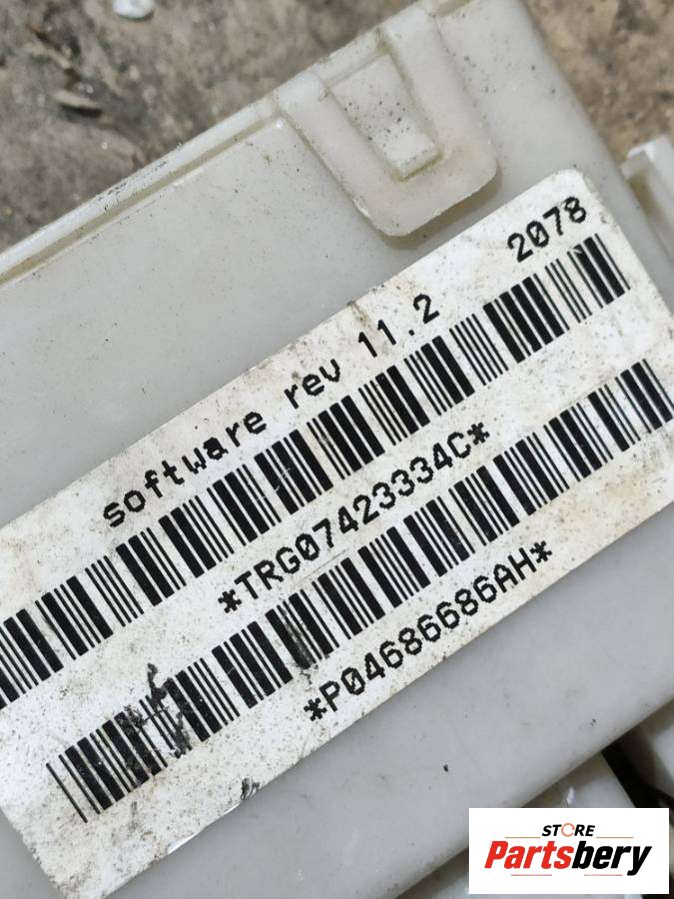 software rev 11.2 2078
*TRG07423334C*
*P04686686AH*
STORE
Partsbery